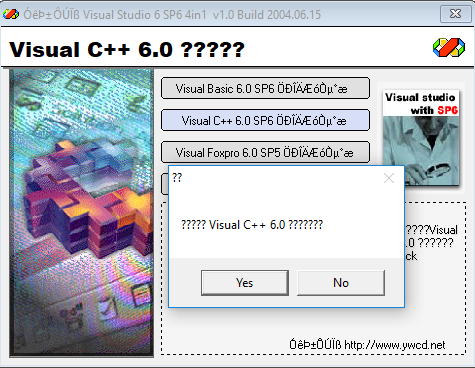 ÓêÞ±ÔÚÏß Visual Studio 6 SP6 4in1 v1.0 Build 2004.06.15
Visual C++ 6.0 ?????
Visual Basic 6.0 SP6 ÖÐÎÄÆóÒµ°æ
Visual C++ 6.0 SP6 ÖÐÎÄÆóÒµ°æ
Visual Foxpro 6.0 SP5 ÖÐÎÄÆóÒµ°æ
Visual studio
with SP6
??
????? Visual C++ 6.0 ???????
Yes
No
????Visual
.0 ??????
ck
ÓêÞ±ÔÚÏß http://www.ywcd.net